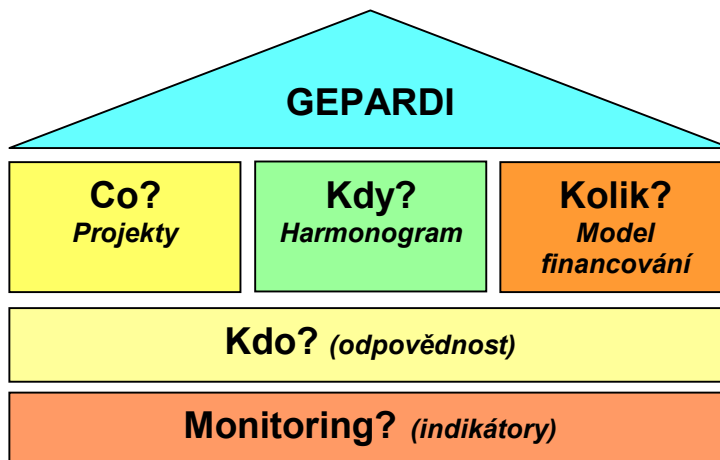 GEPARDI
Co?
Projekty
Kdy?
Harmonogram
Kolik?
Model
financování
Kdo? (odpovědnost)
Monitoring? (indikátory)